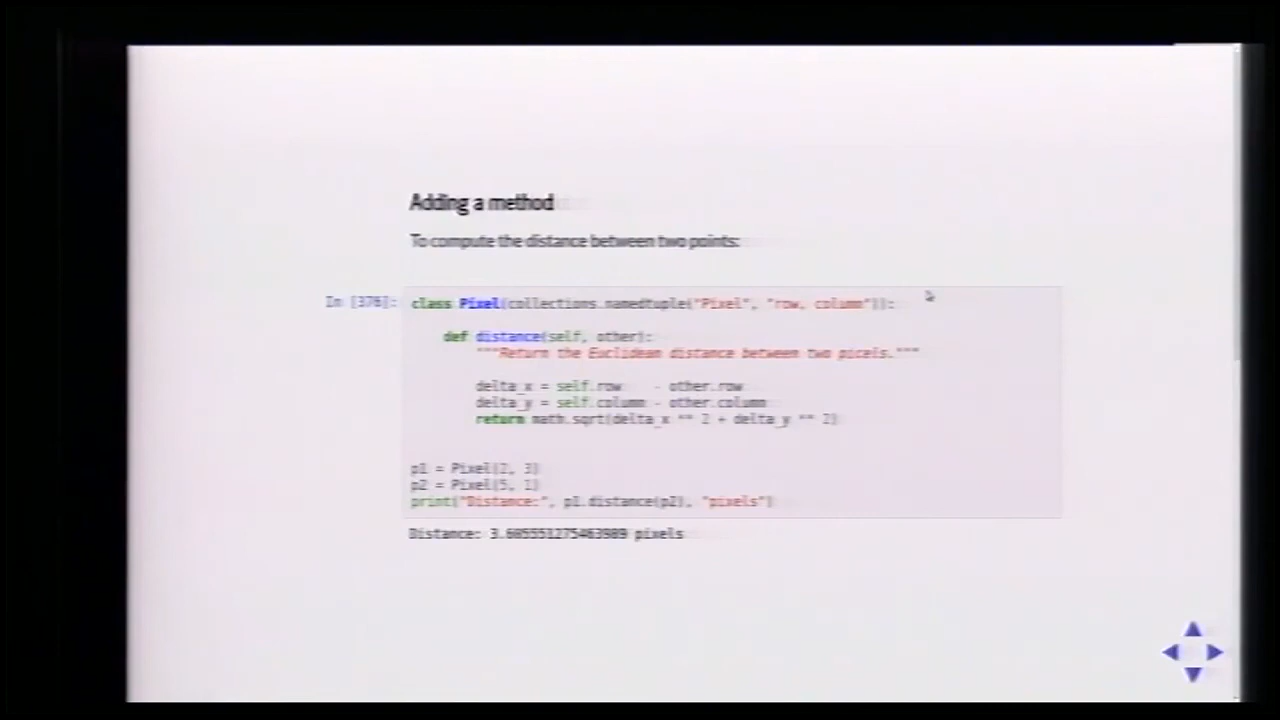 Adding a method
To compute the distance between two points:
In [376]: class Pixel(collections.namedtuple("Pixel", "row, column")):
def distance(self, other):
"""Return the Euclidean distance between two picels."""
delta_x = self.row - other.row
delta_y = self.column - other.column
return math.sqrt(delta_x ** 2 + delta_y ** 2)
p1 = Pixel(2, 3)
p2 = Pixel(5, 1)
print("Distance:", p1.distance(p2), "pixels")
Distance: 3.605551275463989 pixels